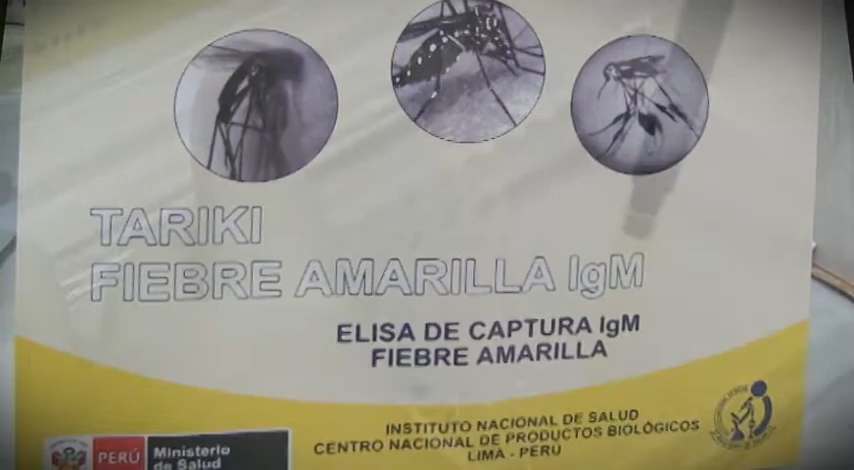 TARIKI
FIEBRE AMARILLA IgM
ELISA DE CAPTURA IgM
FIEBRE AMARILLA
INSTITUTO NACIONAL DE SALUD
CENTRO NACIONAL DE PRODUCTOS BIOLÓGICOS
LIMA - PERU
PERÚ
Ministerio
de Salud